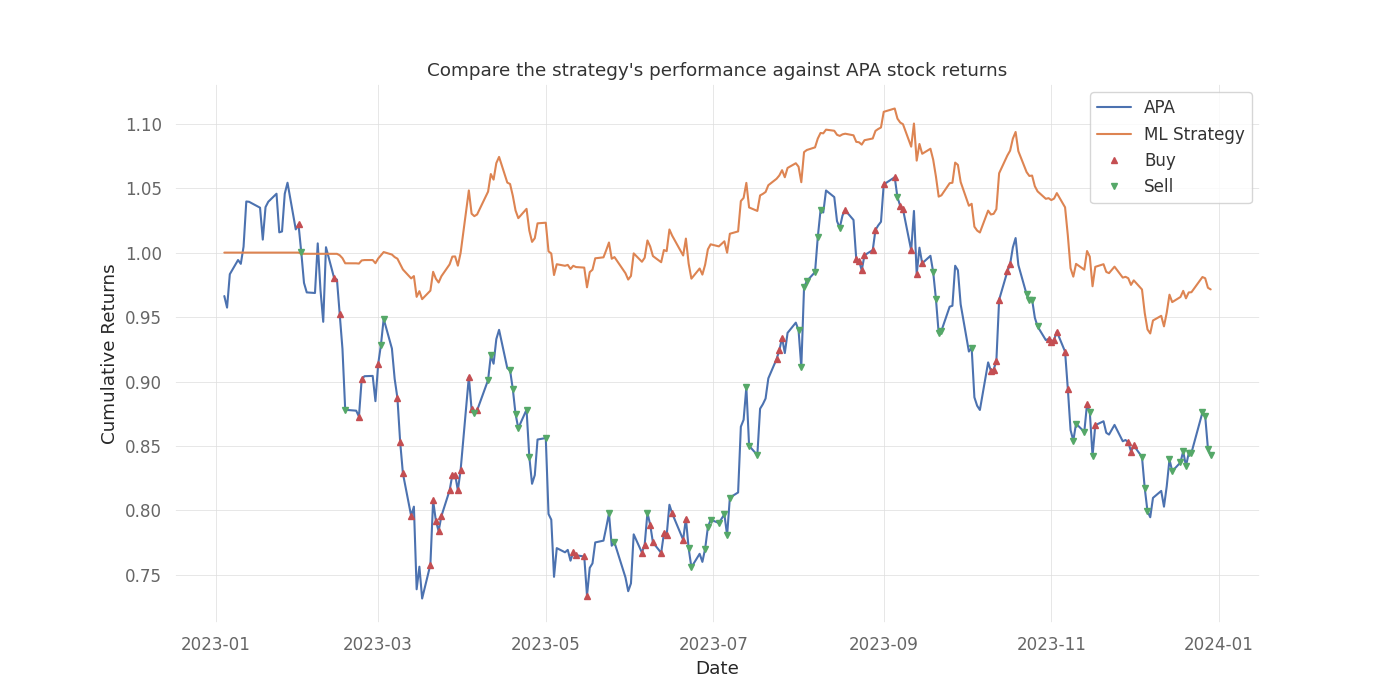 Compare the strategy's performance against APA stock returns
APA
ML Strategy
Buy
Sell
Cumulative Returns
1.10
1.05
1.00
0.95
0.90
0.85
0.80
0.75
2023-01 2023-03 2023-05 2023-07 2023-09 2023-11 2024-01
Date